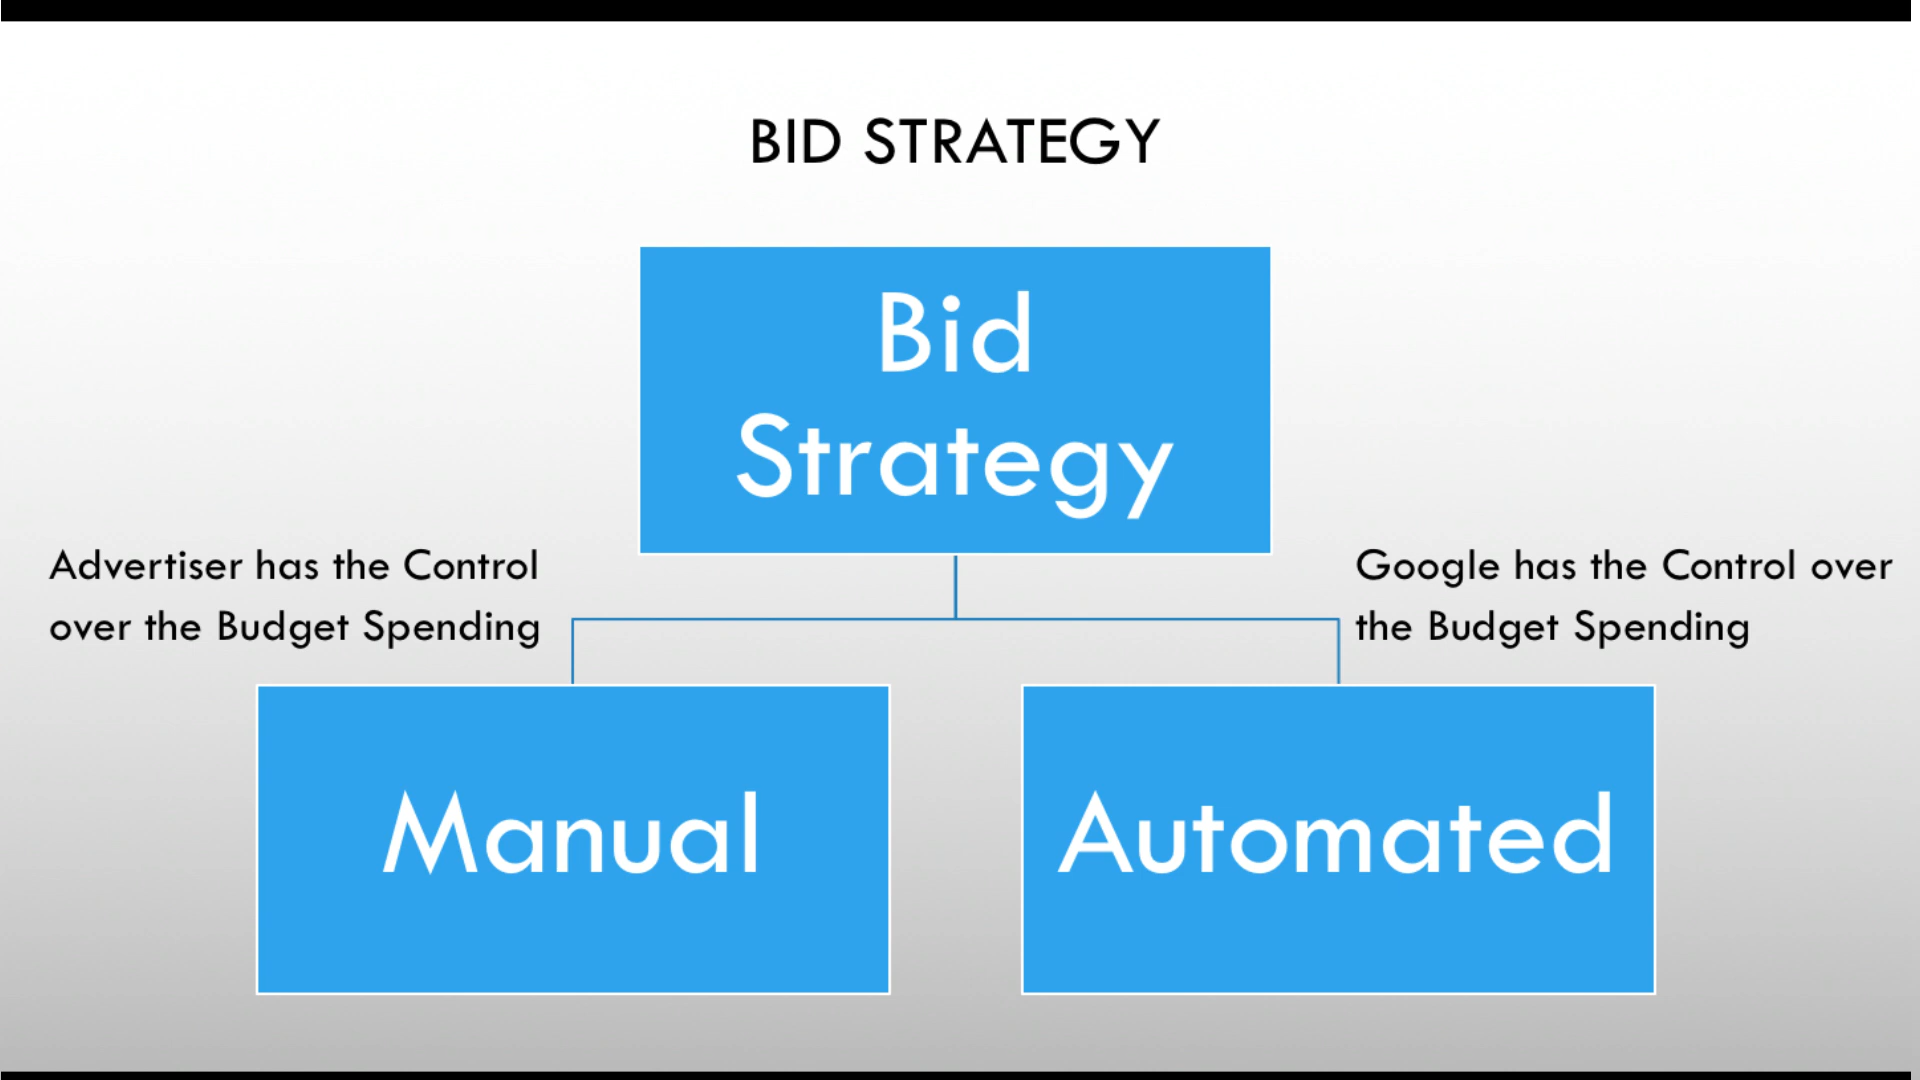 BID STRATEGY
Bid
Strategy
Advertiser has the Control
over the Budget Spending
Google has the Control over
the Budget Spending
Manual
Automated